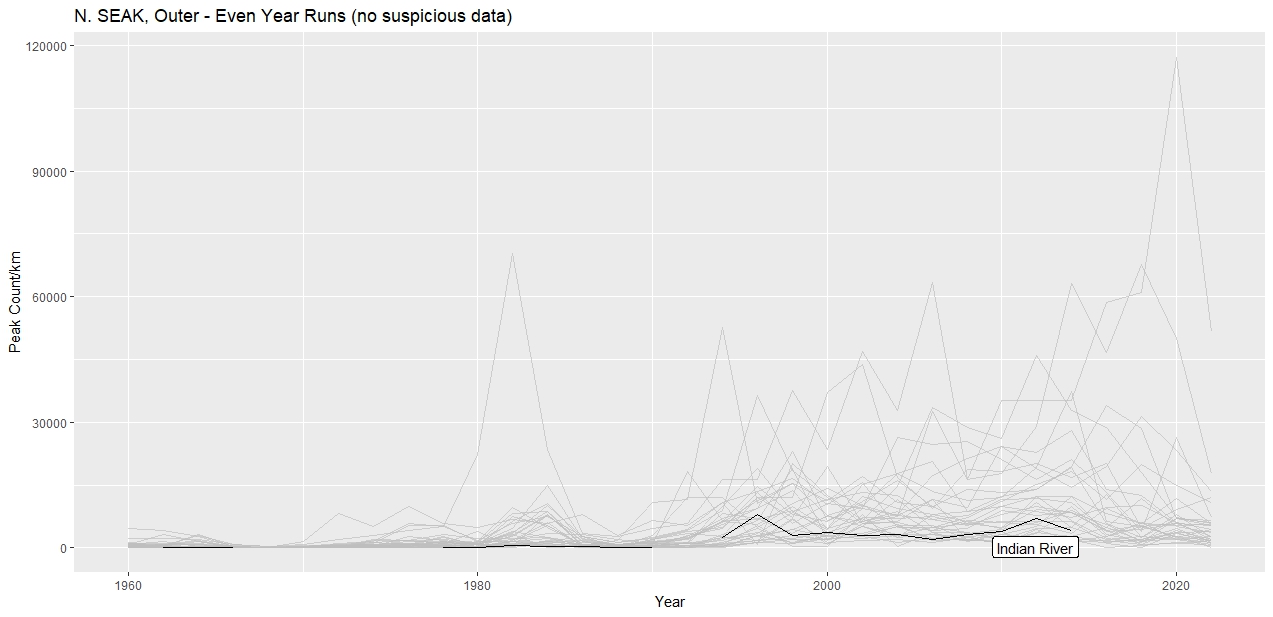 N. SEAK, Outer - Even Year Runs (no suspicious data)
120000
90000
60000
30000
0
Peak Count/km
Indian River
1960
1980
2000
2020
Year